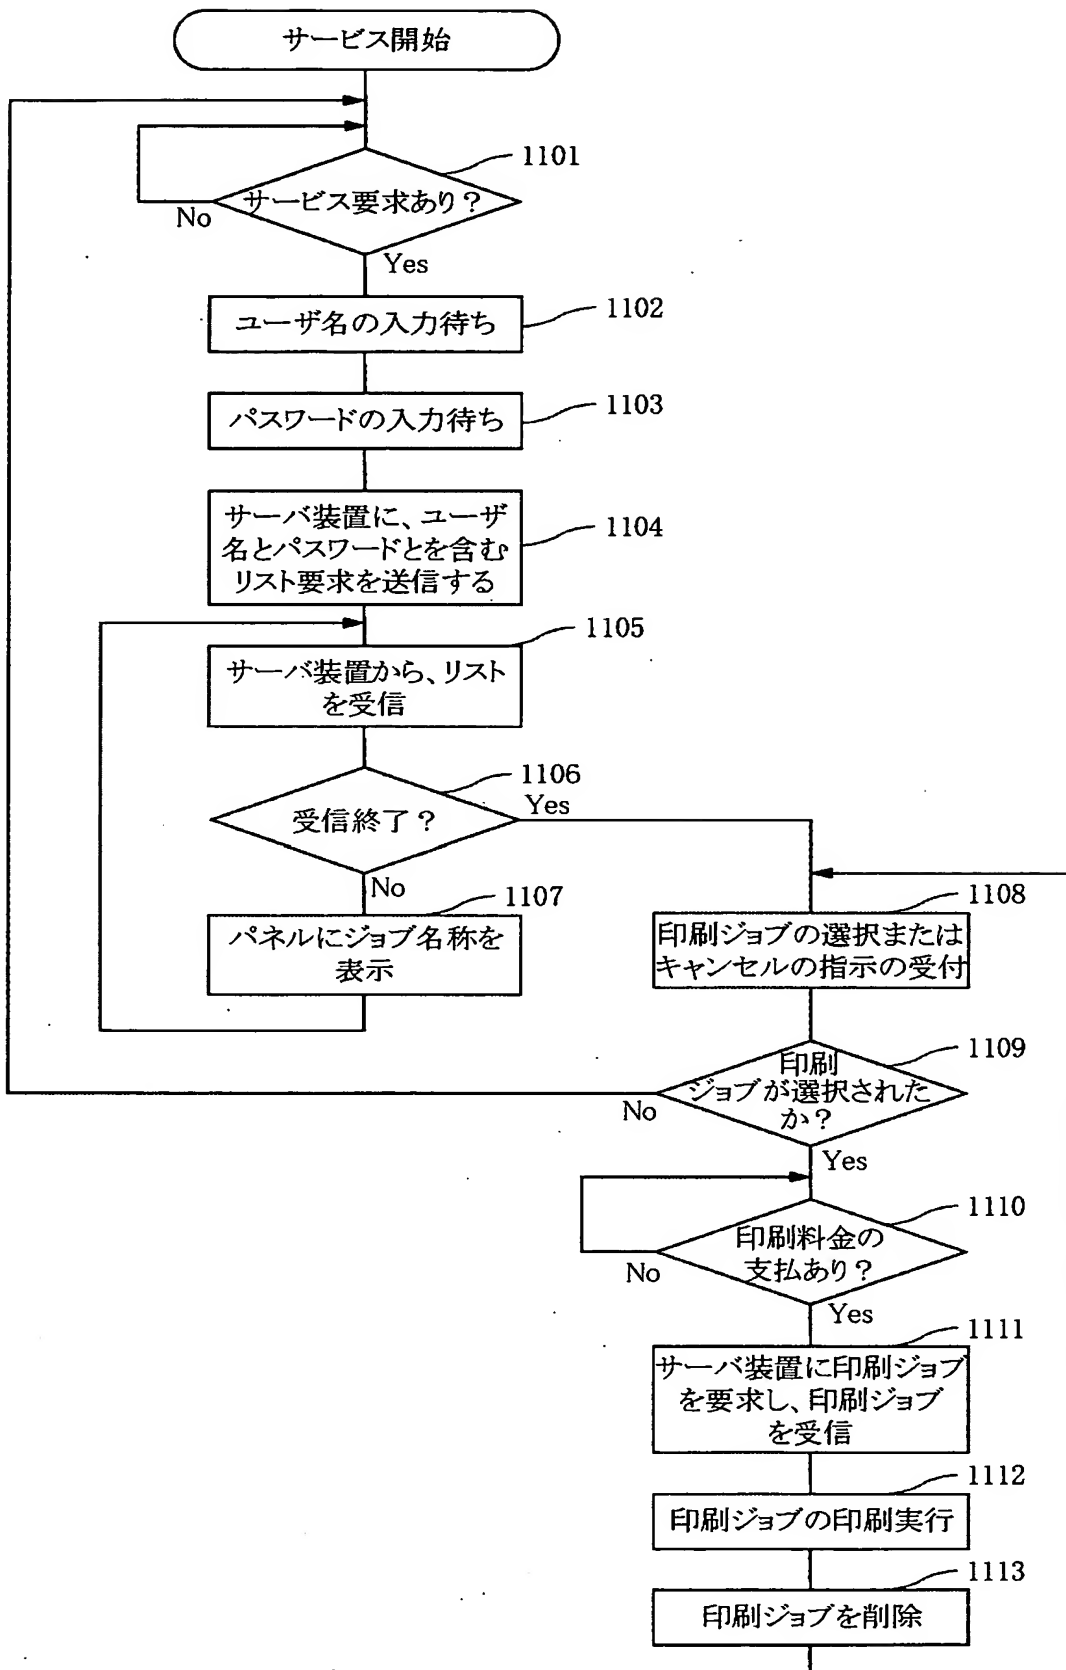 サービス開始
1101
サービス要求あり？
No
Yes
1102
ユーザ名の入力待ち
1103
パスワードの入力待ち
1104
サーバ装置に、ユーザ
名とパスワードとを含む
リスト要求を送信する
1105
サーバ装置から、リスト
を受信
1106
受信終了？
Yes
No
1107
パネルにジョブ名称を
表示
1108
印刷ジョブの選択または
キャンセルの指示の受付
1109
印刷
ジョブが選択された
か？
No
Yes
1110
印刷料金の
支払あり？
No
Yes
1111
サーバ装置に印刷ジョブ
を要求し、印刷ジョブ
を受信
1112
印刷ジョブの印刷実行
1113
印刷ジョブを削除